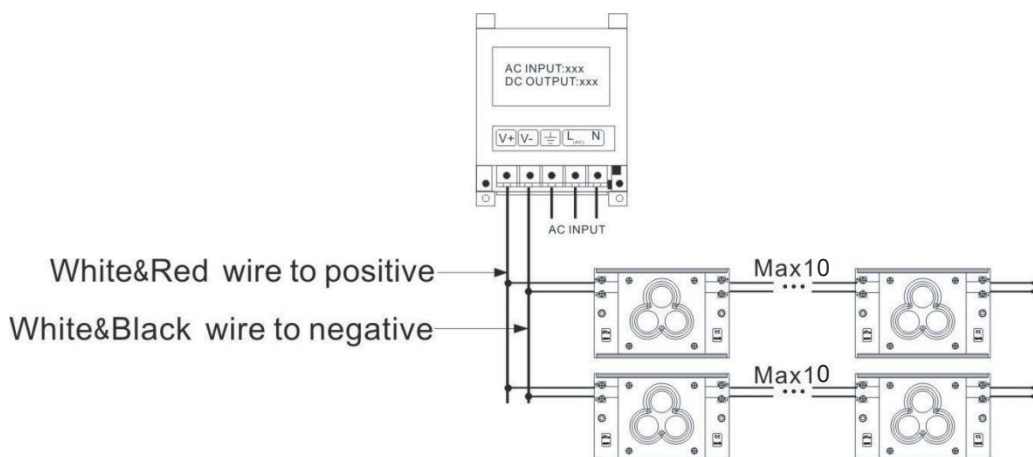 AC INPUT:xxx
DC OUTPUT:xxx
V+ V- L N
AC INPUT
White&Red wire to positive
Max10
White&Black wire to negative
Max10